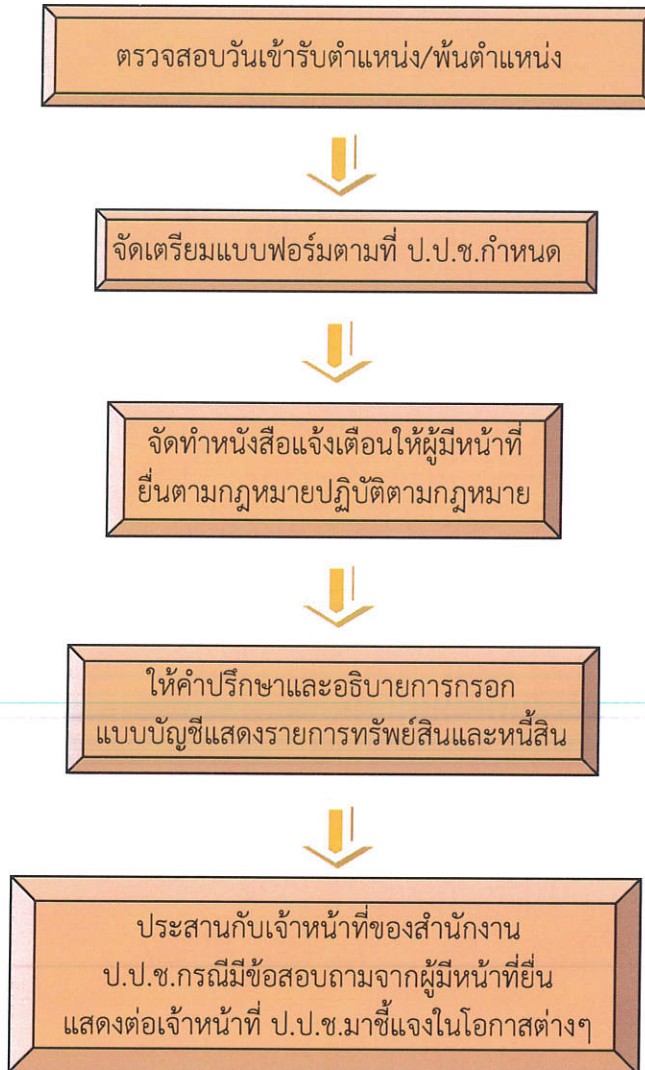 ตรวจสอบวันเข้ารับตำแหน่ง/พ้นตำแหน่ง
จัดเตรียมแบบฟอร์มตามที่ ป.ป.ช.กำหนด
จัดทำหนังสือแจ้งเตือนให้ผู้มีหน้าที่
ยื่นตามกฎหมายปฏิบัติตามกฎหมาย
ให้คำปรึกษาและอธิบายการกรอก
แบบบัญชีแสดงรายการทรัพย์สินและหนี้สิน
ประสานกับเจ้าหน้าที่ของสำนักงาน
ป.ป.ช.กรณีมีข้อสอบถามจากผู้มีหน้าที่ยื่น
แสดงต่อเจ้าหน้าที่ ป.ป.ช.มาชี้แจงในโอกาสต่างๆ